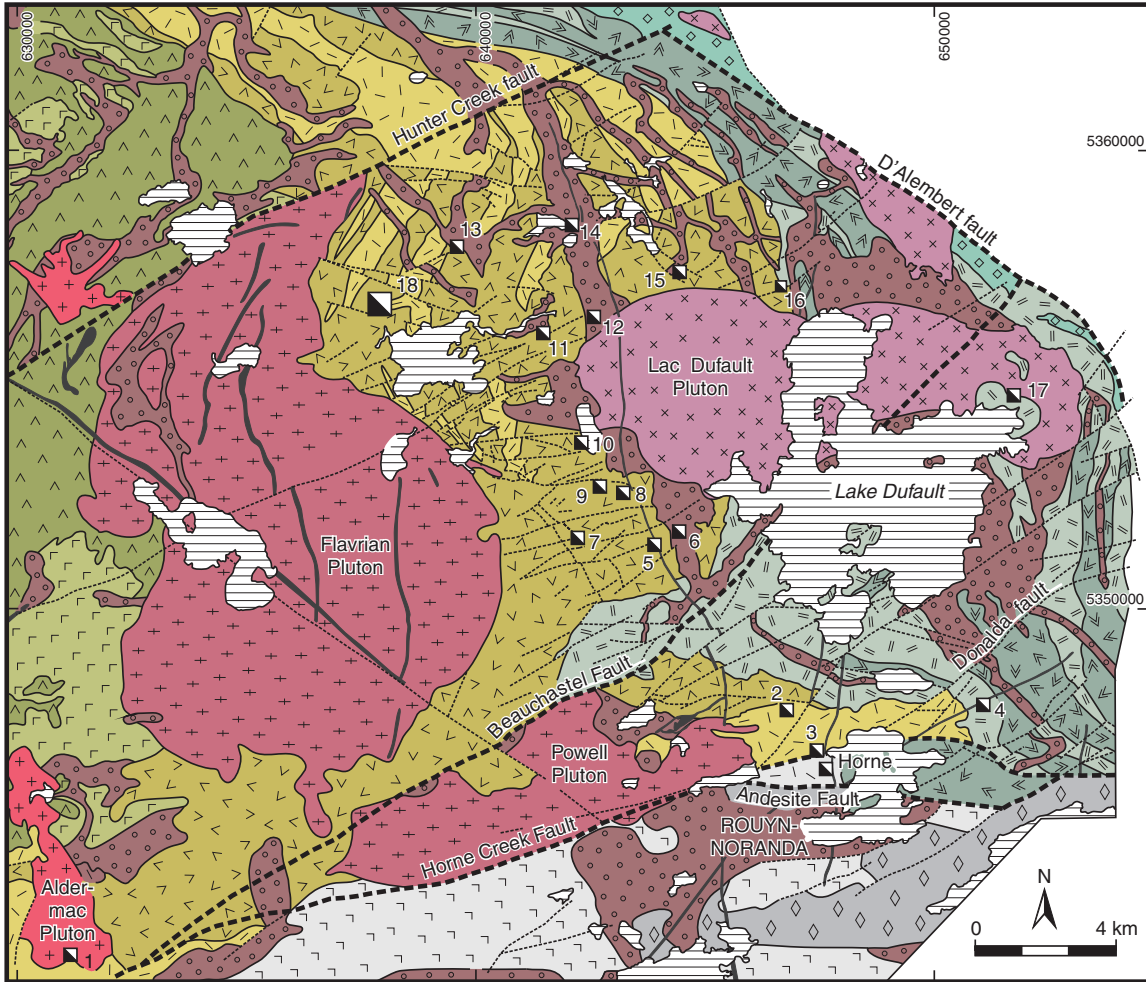 630000
640000
650000
Hunter Creek fault
5360000
D'Alembert fault
13
14
15
18
16
12
11
Lac Dufault
Pluton
17
10
9
8
Lake Dufault
Flavrian
Pluton
7
5
6
5350000
Donalda fault
Beauchastel Fault
2
4
3
Powell
Pluton
Horne
Andesite Fault
Horne Creek Fault
ROUYN-
NORANDA
Alder-
mac
Pluton
1
N
0
4 km